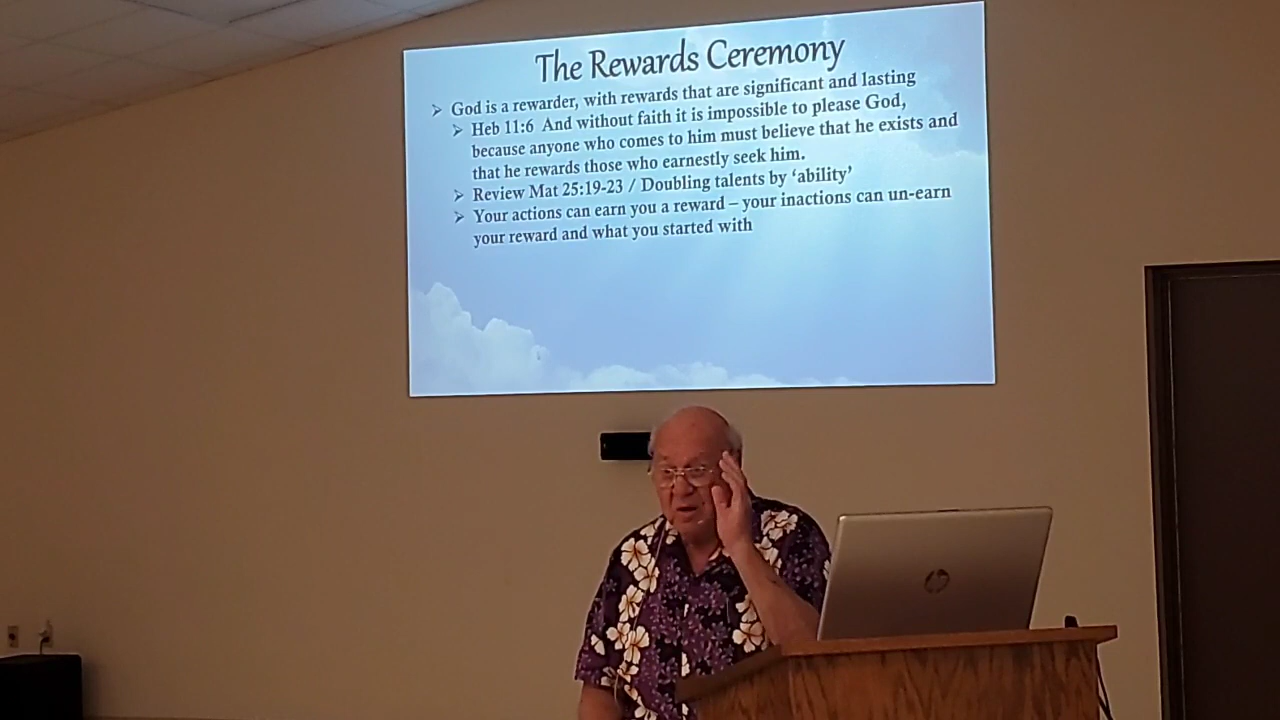 The Rewards Ceremony
➢ God is a rewarder, with rewards that are significant and lasting
➢ Heb 11:6 And without faith it is impossible to please God,
because anyone who comes to him must believe that he exists and
that he rewards those who earnestly seek him.
➢ Review Mat 25:19-23 / Doubling talents by ‘ability’
➢ Your actions can earn you a reward – your inactions can un-earn
your reward and what you started with
hp